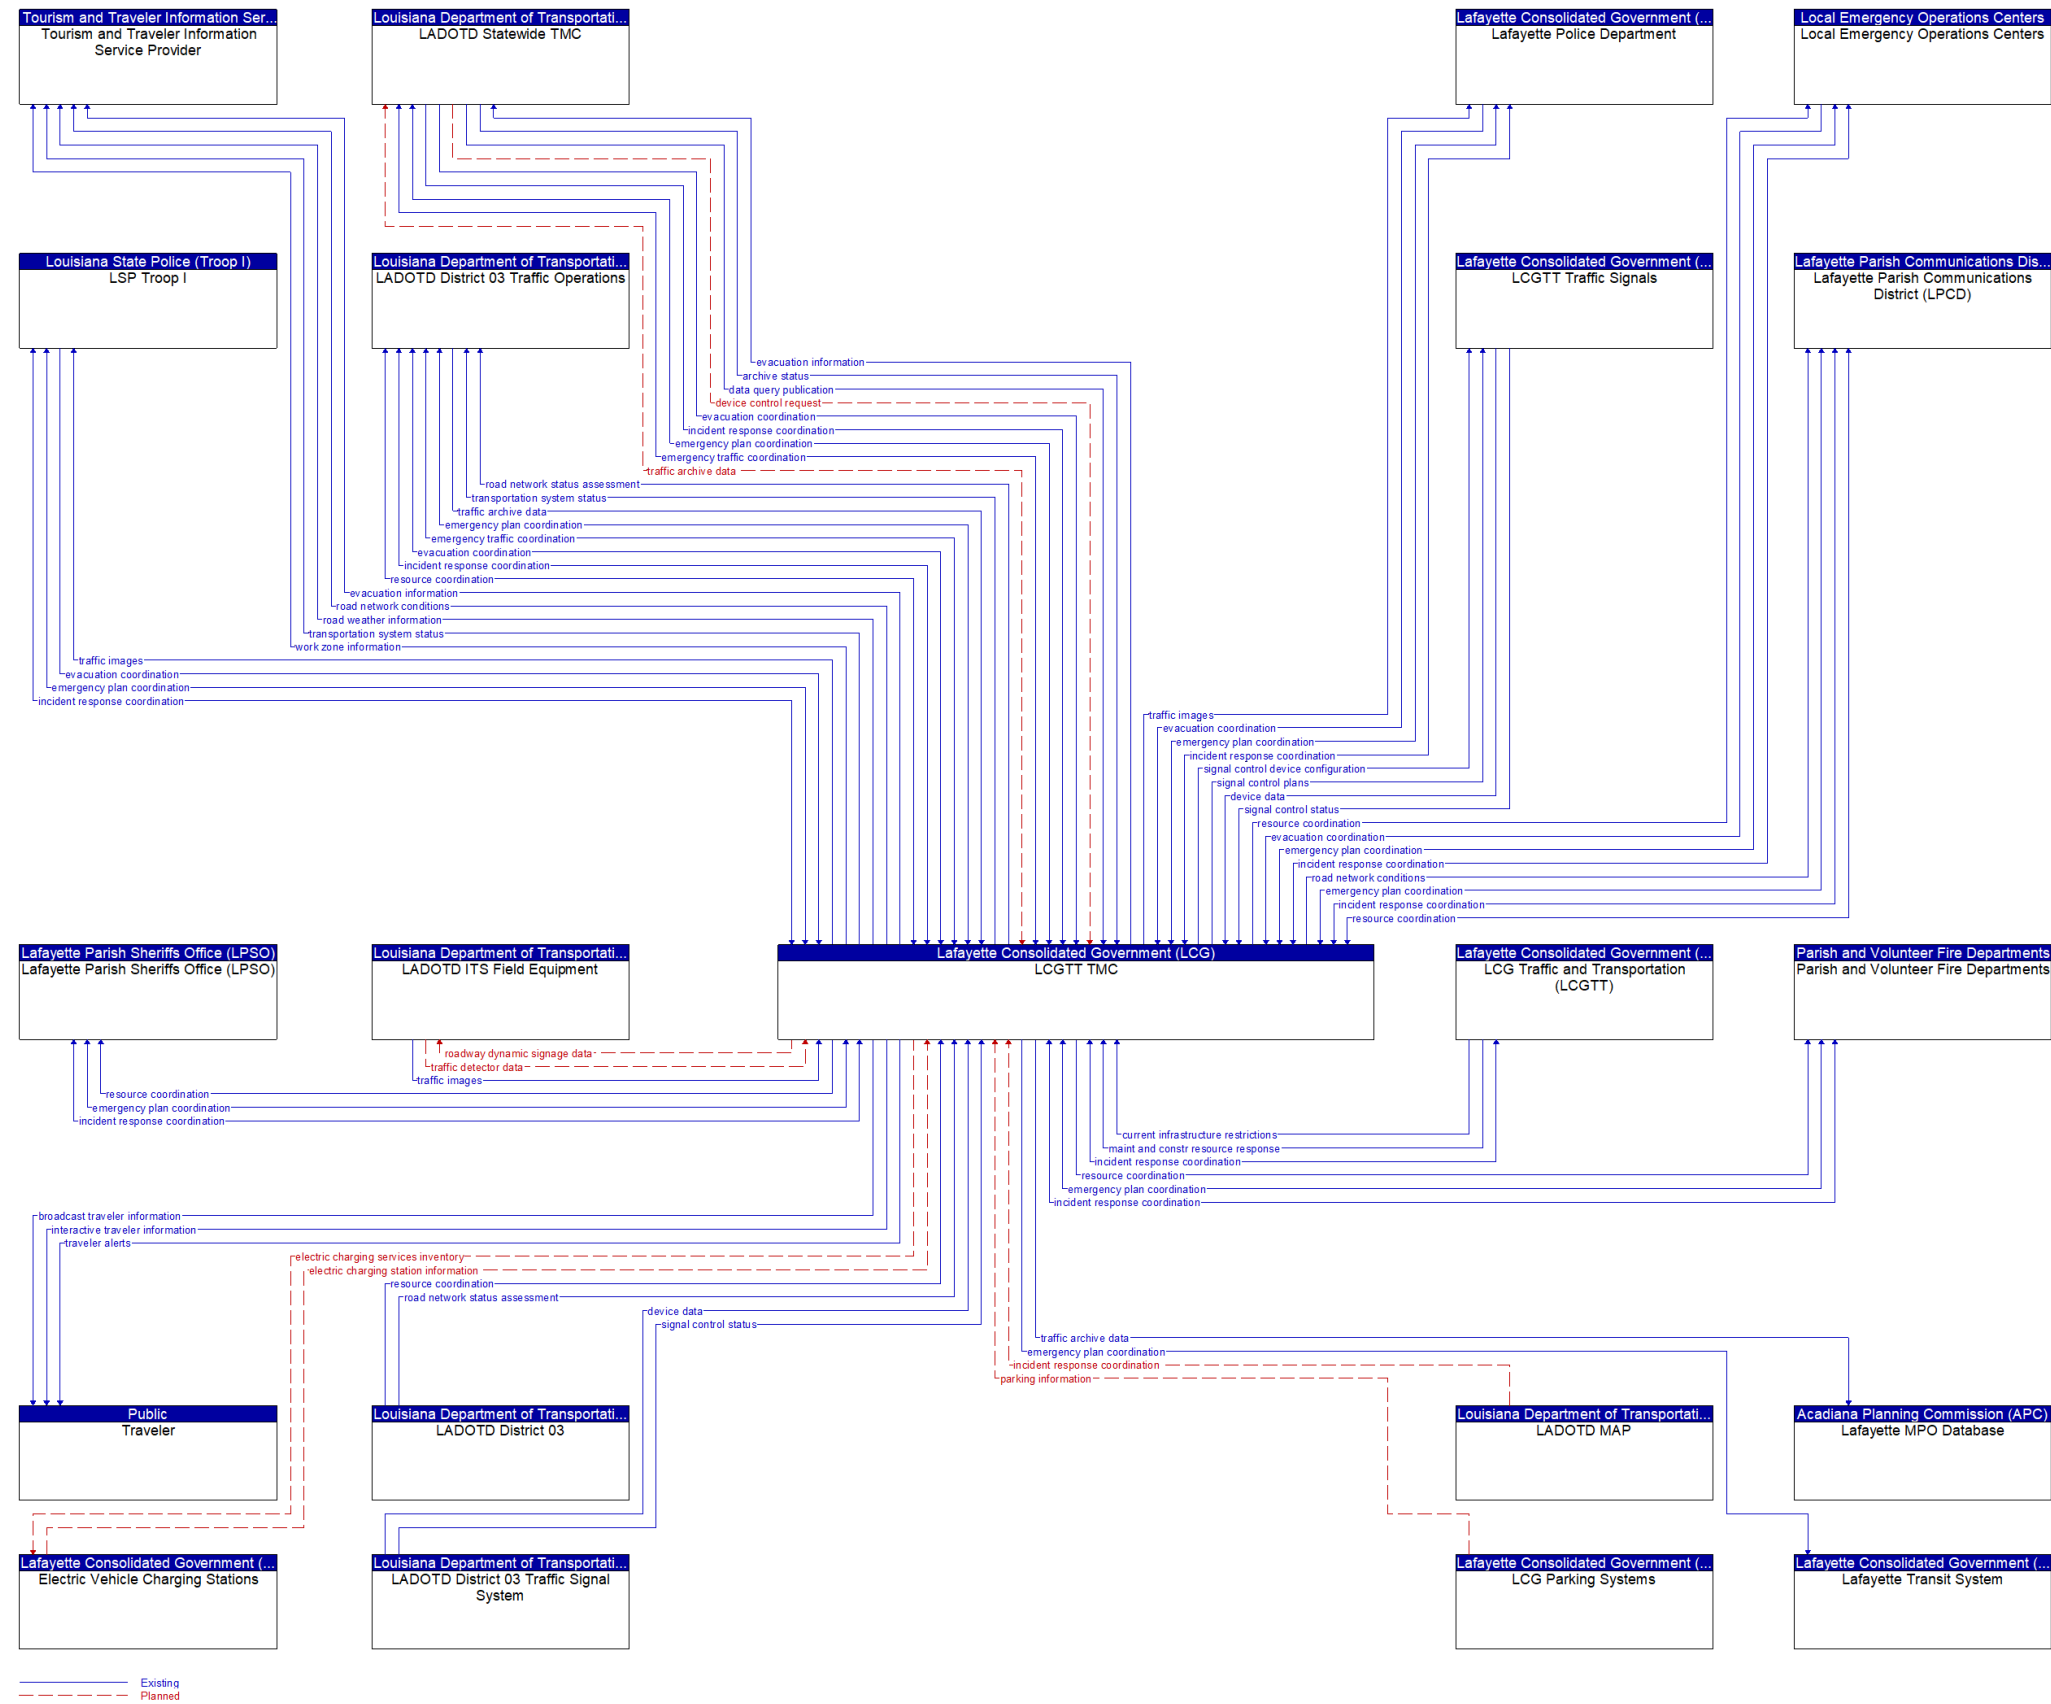 Tourism and Traveler Information Ser...
Tourism and Traveler Information
Service Provider
Louisiana Department of Transportati...
LADOTD Statewide TMC
Lafayette Consolidated Government (...
Lafayette Police Department
Local Emergency Operations Centers
Local Emergency Operations Centers
Louisiana State Police (Troop I)
LSP Troop I
Louisiana Department of Transportati...
LADOTD District 03 Traffic Operations
Lafayette Consolidated Government (...
LCGTT Traffic Signals
Lafayette Parish Communications Dis...
Lafayette Parish Communications
District (LPCD)
evacuation information
archive status
data query publication
device control request
evacuation coordination
incident response coordination
emergency plan coordination
emergency traffic coordination
traffic archive data
road network status assessment
transportation system status
traffic archive data
emergency plan coordination
emergency traffic coordination
evacuation coordination
incident response coordination
resource coordination
evacuation information
road network conditions
road weather information
transportation system status
work zone information
traffic images
evacuation coordination
emergency plan coordination
incident response coordination
traffic images
evacuation coordination
emergency plan coordination
incident response coordination
signal control device configuration
signal control plans
device data
signal control status
resource coordination
evacuation coordination
emergency plan coordination
incident response coordination
road network conditions
emergency plan coordination
incident response coordination
resource coordination
Lafayette Parish Sheriffs Office (LPSO)
Lafayette Parish Sheriffs Office (LPSO)
Louisiana Department of Transportati...
LADOTD ITS Field Equipment
Lafayette Consolidated Government (LCG)
LCGTT TMC
Lafayette Consolidated Government (...
LCG Traffic and Transportation
(LCGTT)
Parish and Volunteer Fire Departments
Parish and Volunteer Fire Departments
roadway dynamic signage data
traffic detector data
traffic images
resource coordination
emergency plan coordination
incident response coordination
current infrastructure restrictions
maint and constr resource response
incident response coordination
resource coordination
emergency plan coordination
incident response coordination
broadcast traveler information
interactive traveler information
traveler alerts
electric charging services inventory
electric charging station information
resource coordination
road network status assessment
device data
signal control status
traffic archive data
emergency plan coordination
incident response coordination
parking information
Public
Traveler
Louisiana Department of Transportati...
LADOTD District 03
Louisiana Department of Transportati...
LADOTD MAP
Acadiana Planning Commission (APC)
Lafayette MPO Database
Lafayette Consolidated Government (...
Electric Vehicle Charging Stations
Louisiana Department of Transportati...
LADOTD District 03 Traffic Signal
System
Lafayette Consolidated Government (...
LCG Parking Systems
Lafayette Consolidated Government (...
Lafayette Transit System
Existing
Planned